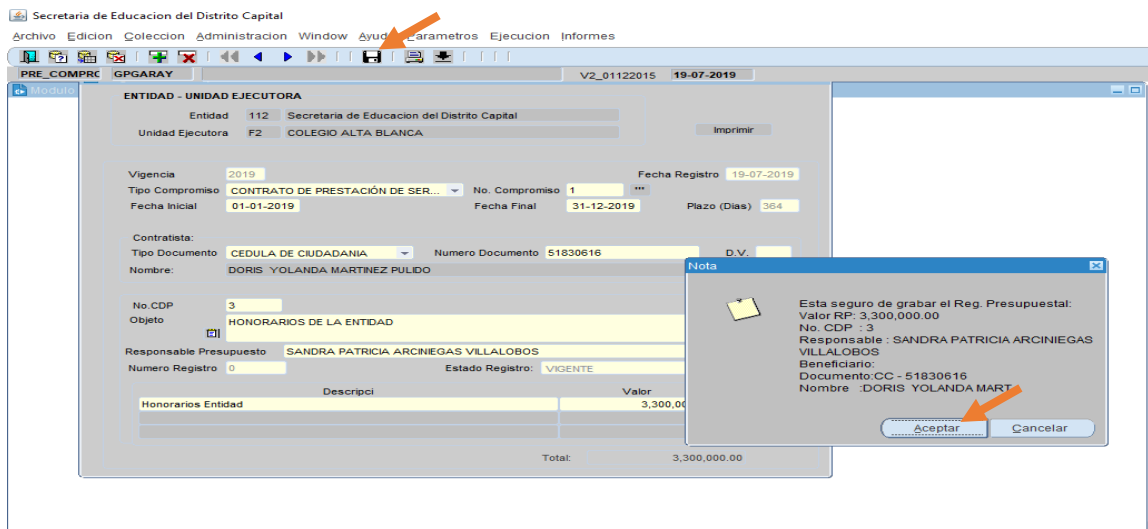 Secretaria de Educacion del Distrito Capital
Archivo Edicion Coleccion Administracion Window Ayud Parametros Ejecucion Informes
PRE_COMPRC GPGARAY V2_01122015 19-07-2019
Modulo
ENTIDAD - UNIDAD EJECUTORA
Entidad 112 Secretaria de Educacion del Distrito Capital
Unidad Ejecutora F2 COLEGIO ALTA BLANCA Imprimir
Vigencia 2019 Fecha Registro 19-07-2019
Tipo Compromiso CONTRATO DE PRESTACIÓN DE SER... No. Compromiso 1 ...
Fecha Inicial 01-01-2019 Fecha Final 31-12-2019 Plazo (Dias) 364
Contratista:
Tipo Documento CEDULA DE CIUDADANIA Numero Documento 51830616 D.V.
Nombre: DORIS YOLANDA MARTINEZ PULIDO
No.CDP 3
Objeto HONORARIOS DE LA ENTIDAD
Responsable Presupuesto SANDRA PATRICIA ARCINIEGAS VILLALOBOS
Numero Registro 0 Estado Registro: VIGENTE
Descripci Valor
Honorarios Entidad 3,300,00
Total: 3,300,000.00
Nota
Esta seguro de grabar el Reg. Presupuestal:
Valor RP: 3,300,000.00
No. CDP : 3
Responsable : SANDRA PATRICIA ARCINIEGAS
VILLALOBOS
Beneficiario:
Documento:CC - 51830616
Nombre :DORIS YOLANDA MART
Aceptar Cancelar